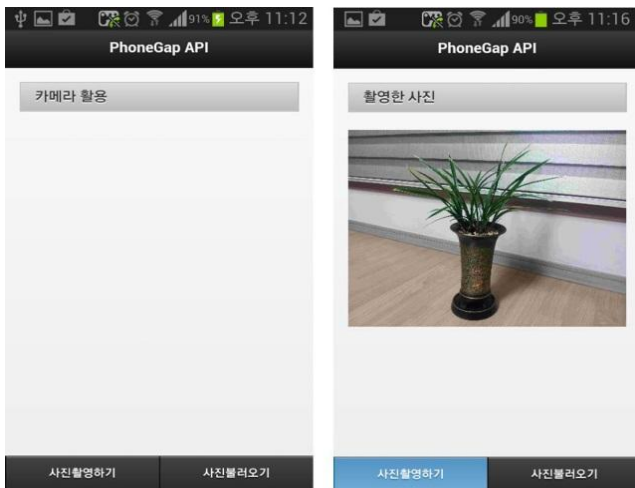 91% 오후 11:12
PhoneGap API
카메라 활용
사진촬영하기 사진불러오기
90% 오후 11:16
PhoneGap API
촬영한 사진
사진촬영하기 사진불러오기